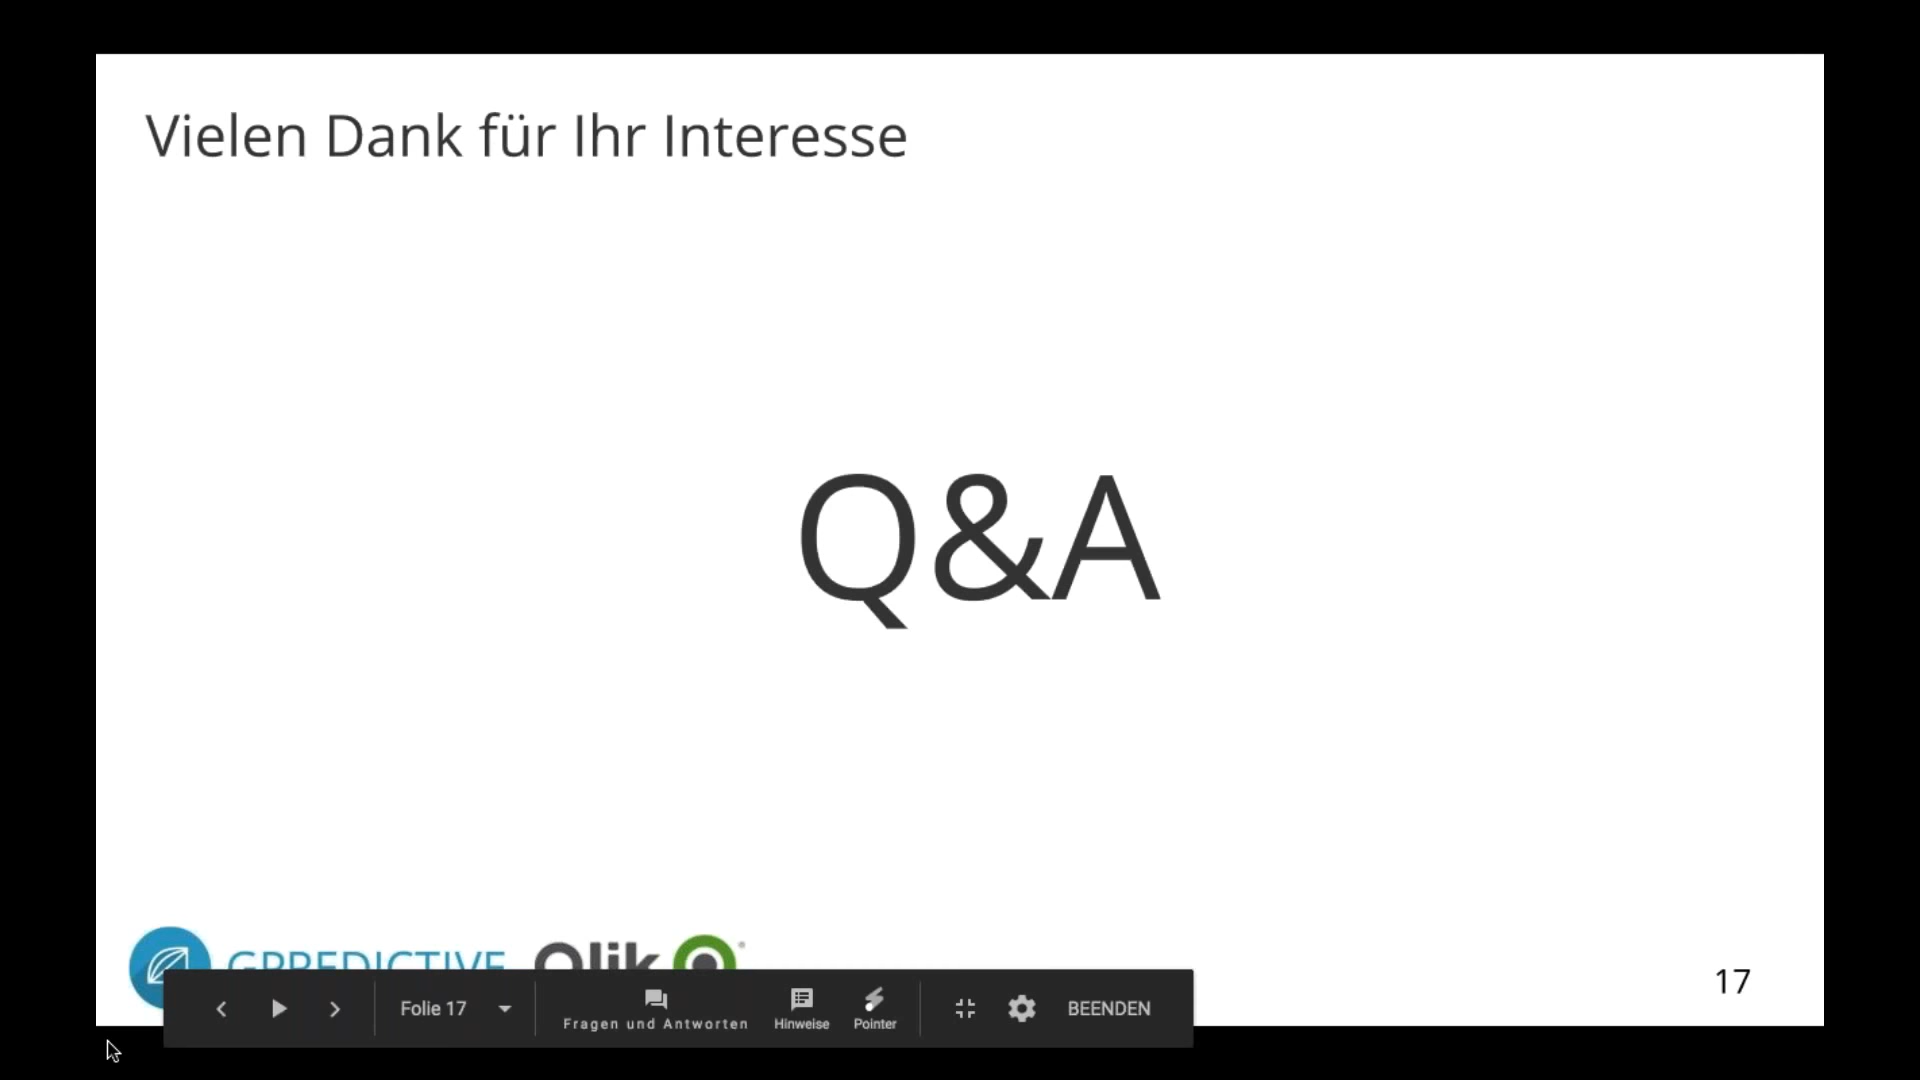 Vielen Dank für Ihr Interesse
Q&A
GPREDICTIVE Qlik
17
Folie 17 Fragen und Antworten Hinweise Pointer BEENDEN